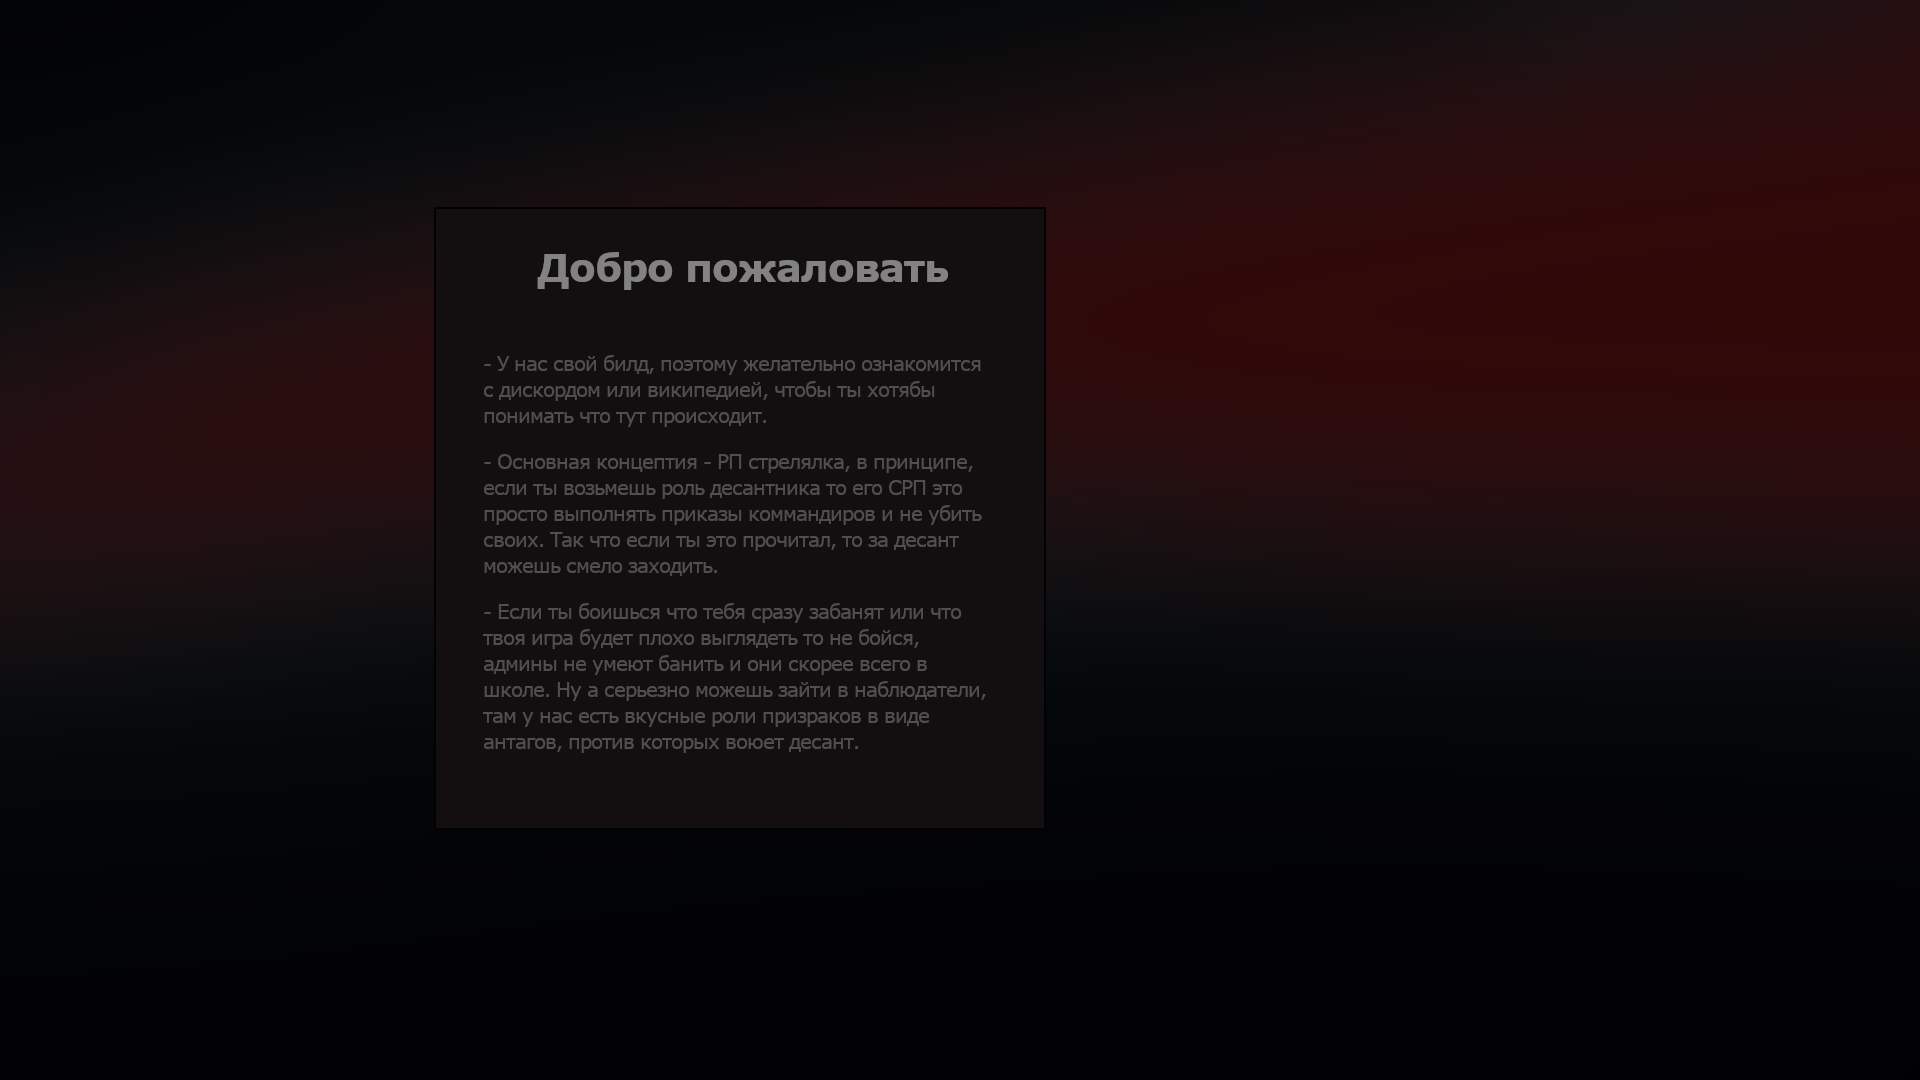 Добро пожаловать
- У нас свой билд, поэтому желательно ознакомится
с дискордом или википедией, чтобы ты хотябы
понимать что тут происходит.
- Основная концептия - РП стрелялка, в принципе,
если ты возьмешь роль десантника то его СРП это
просто выполнять приказы коммандиров и не убить
своих. Так что если ты это прочитал, то за десант
можешь смело заходить.
- Если ты боишься что тебя сразу забанят или что
твоя игра будет плохо выглядеть то не бойся,
админы не умеют банить и они скорее всего в
школе. Ну а серьезно можешь зайти в наблюдатели,
там у нас есть вкусные роли призраков в виде
антагов, против которых воюет десант.